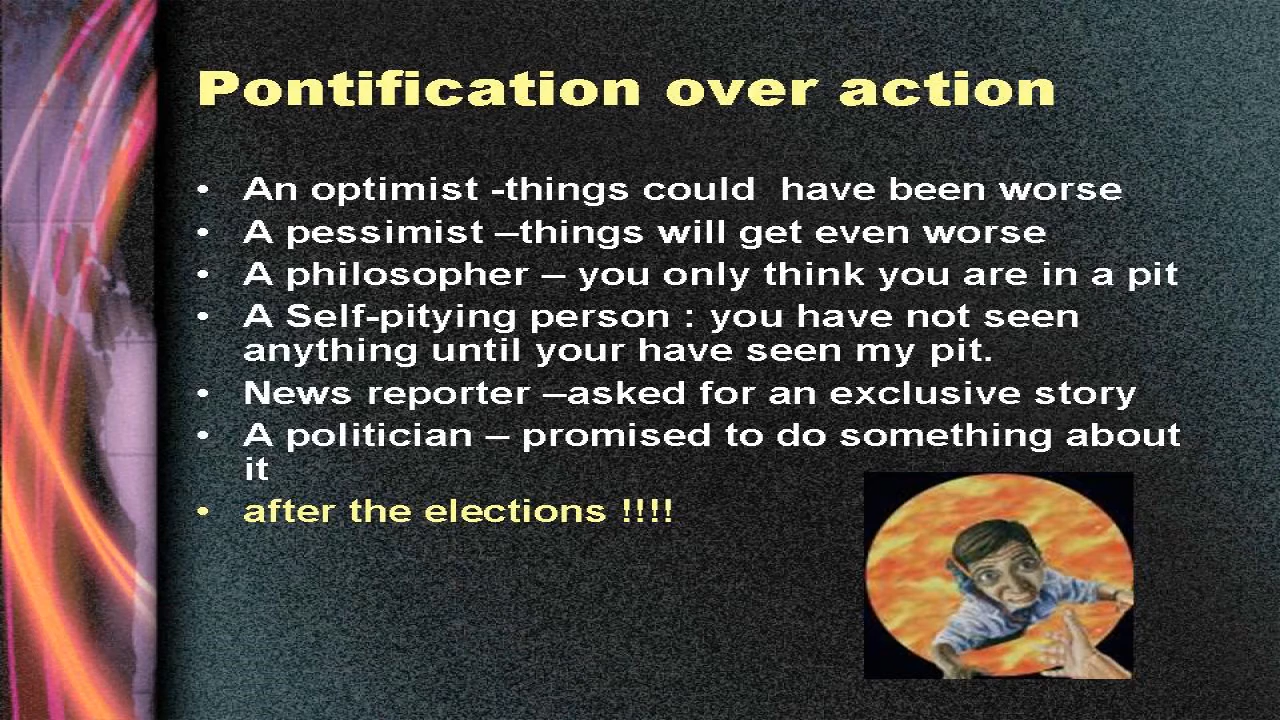 Pontification over action
• An optimist -things could  have been worse
• A pessimist –things will get even worse
• A philosopher – you only think you are in a pit
• A Self-pitying person : you have not seen
anything until your have seen my pit.
• News reporter –asked for an exclusive story
• A politician – promised to do something about
it
• after the elections !!!!